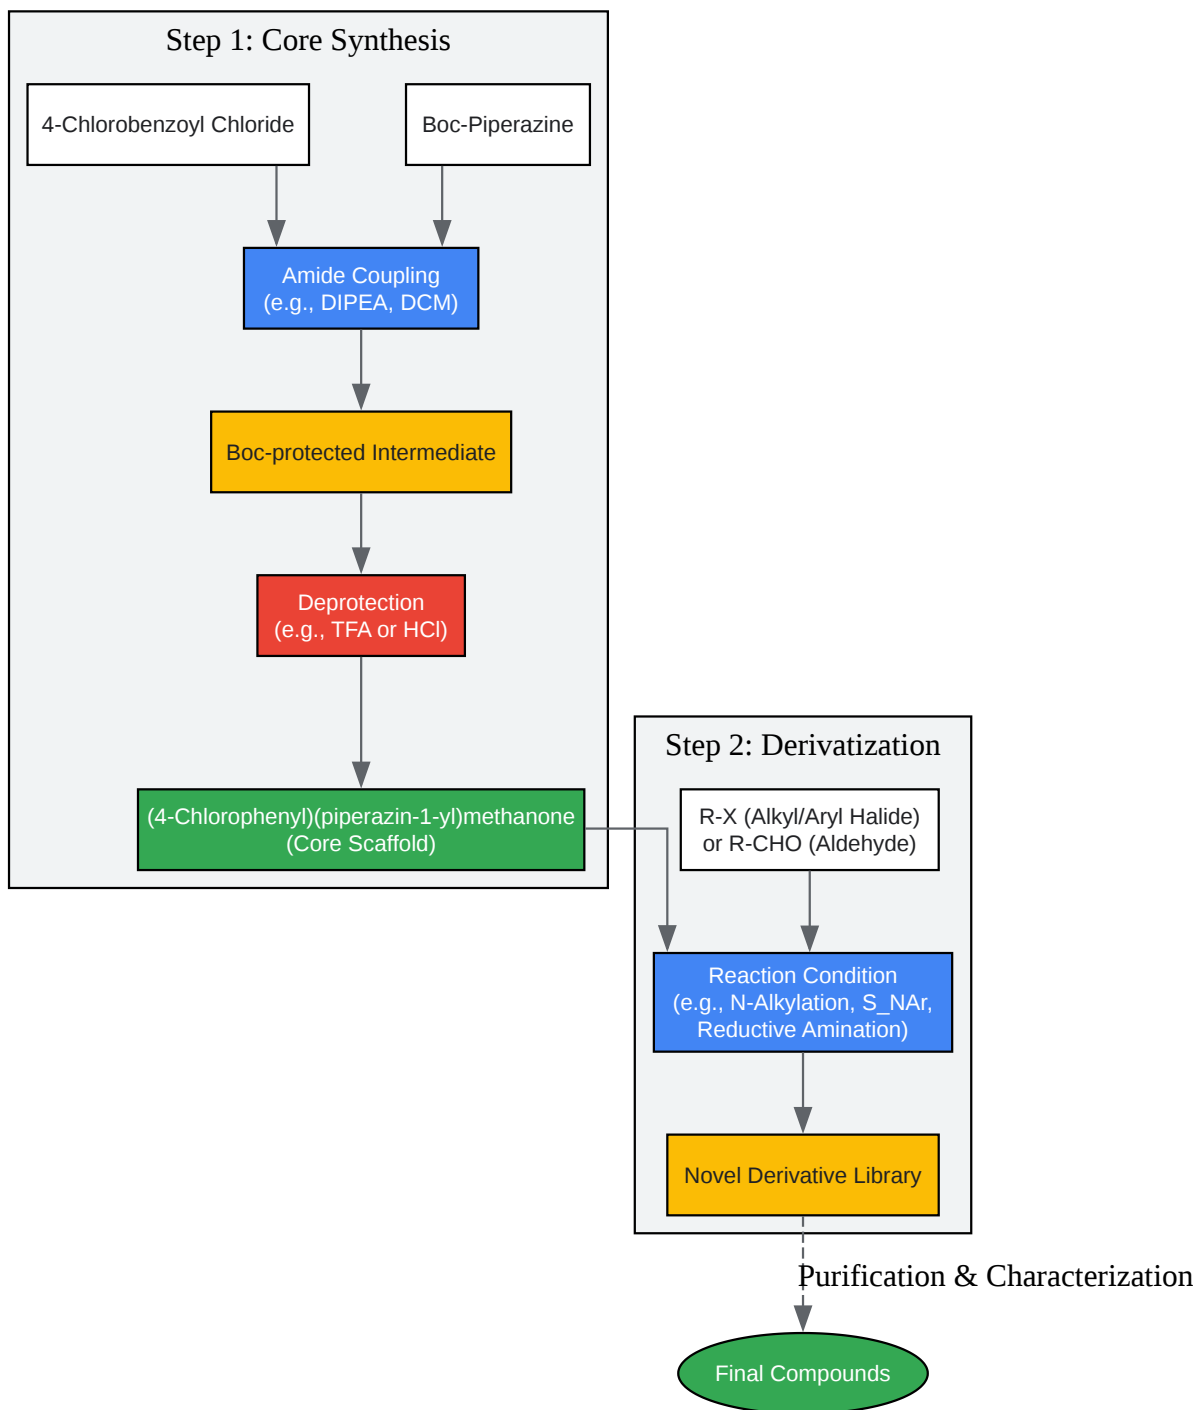 Step 1: Core Synthesis
4-Chlorobenzoyl Chloride
Boc-Piperazine
Amide Coupling
(e.g., DIPEA, DCM)
Boc-protected Intermediate
Deprotection
(e.g., TFA or HCl)
(4-Chlorophenyl)(piperazin-1-yl)methanone
(Core Scaffold)
Step 2: Derivatization
R-X (Alkyl/Aryl Halide)
or R-CHO (Aldehyde)
Reaction Condition
(e.g., N-Alkylation, S_NAr,
Reductive Amination)
Novel Derivative Library
Purification & Characterization
Final Compounds